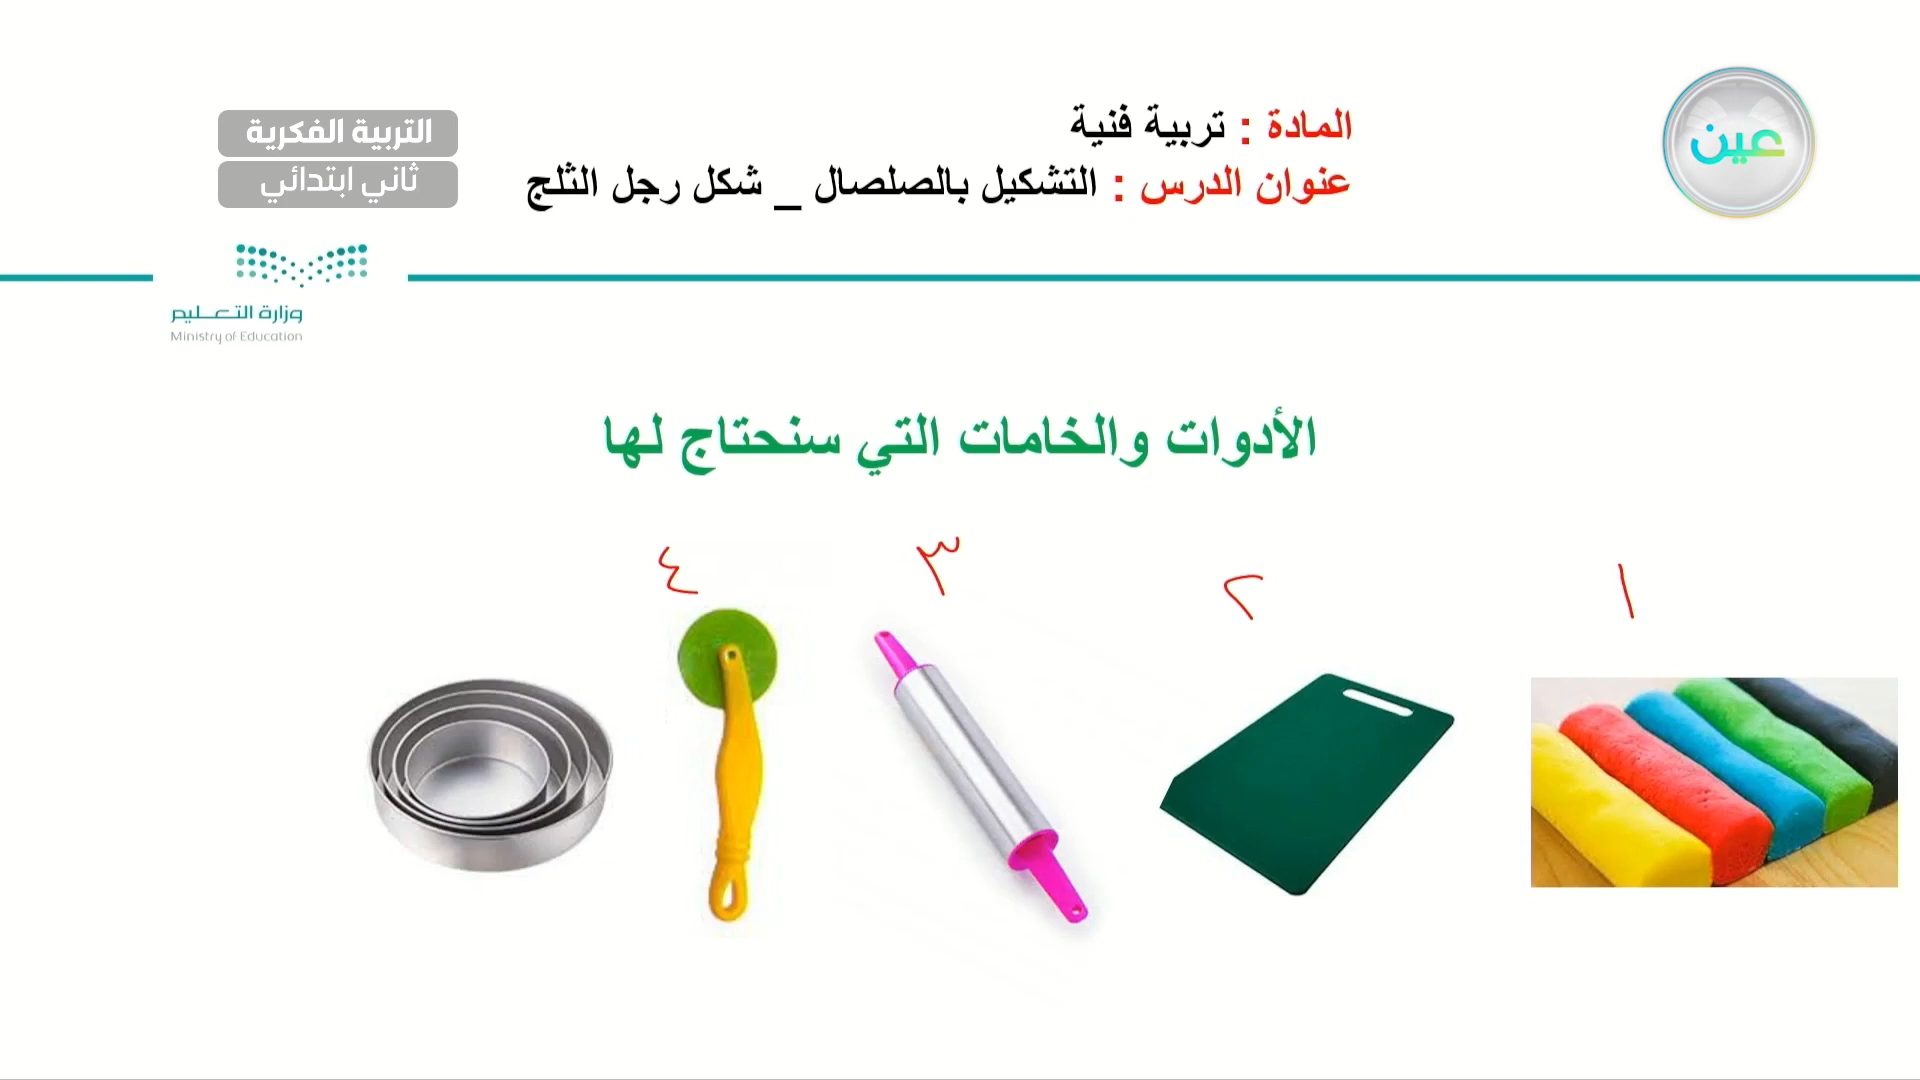 عين
المادة : تربية فنية
عنوان الدرس : التشكيل بالصلصال _ شكل رجل الثلج
التربية الفكرية
ثاني ابتدائي
وزارة التعليم
Ministry of Education
الأدوات والخامات التي سنحتاج لها
١ ٢ ٣ ٤